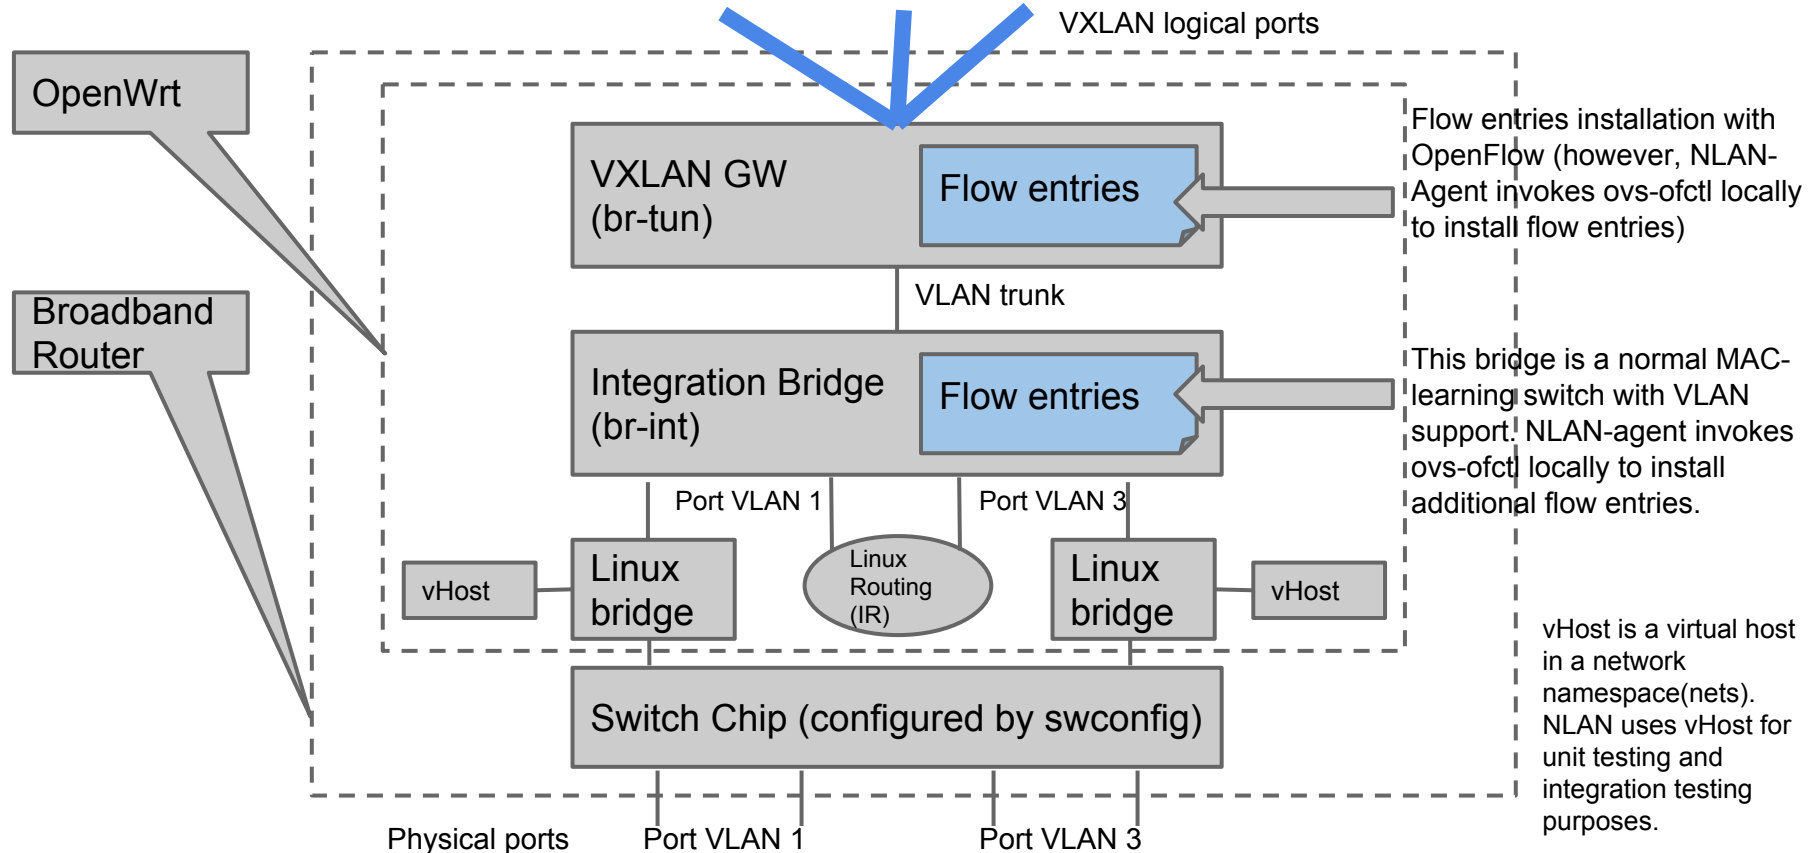 VXLAN logical ports
OpenWrt
Flow entries installation with
OpenFlow (however, NLAN-
Agent invokes ovs-ofctl locally
to install flow entries)
VXLAN GW
(br-tun)
Flow entries
VLAN trunk
Broadband
Router
Integration Bridge
(br-int)
Flow entries
This bridge is a normal MAC-
learning switch with VLAN
support. NLAN-agent invokes
ovs-ofctl locally to install
additional flow entries.
Port VLAN 1
Port VLAN 3
vHost
Linux
bridge
Linux
Routing
(IR)
Linux
bridge
vHost
vHost is a virtual host
in a network
namespace(nets).
NLAN uses vHost for
unit testing and
integration testing
purposes.
Switch Chip (configured by swconfig)
Physical ports
Port VLAN 1
Port VLAN 3